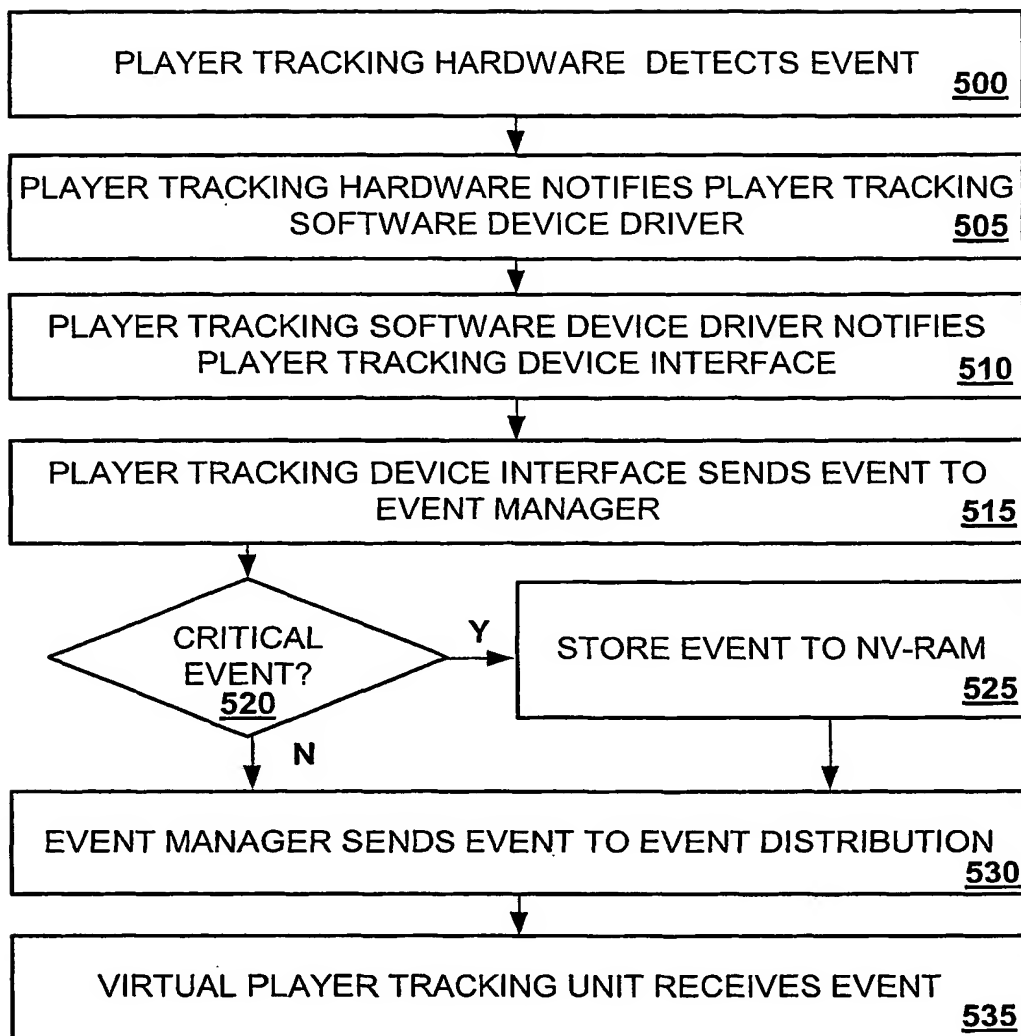 PLAYER TRACKING HARDWARE DETECTS EVENT
500
PLAYER TRACKING HARDWARE NOTIFIES PLAYER TRACKING
SOFTWARE DEVICE DRIVER
505
PLAYER TRACKING SOFTWARE DEVICE DRIVER NOTIFIES
PLAYER TRACKING DEVICE INTERFACE
510
PLAYER TRACKING DEVICE INTERFACE SENDS EVENT TO
EVENT MANAGER
515
CRITICAL
EVENT?
520
Y
N
STORE EVENT TO NV-RAM
525
EVENT MANAGER SENDS EVENT TO EVENT DISTRIBUTION
530
VIRTUAL PLAYER TRACKING UNIT RECEIVES EVENT
535